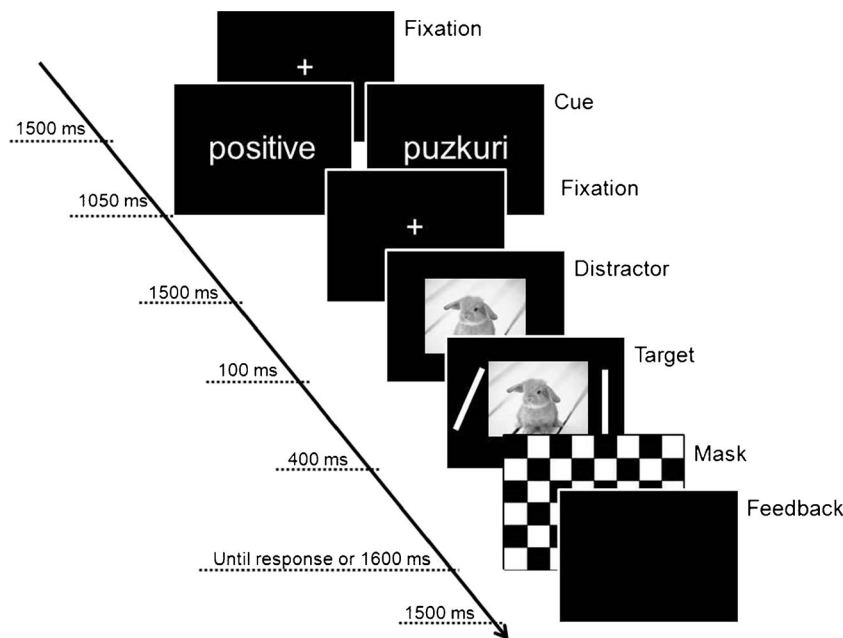 Fixation
+
Cue
1500 ms
positive
puzkuri
Fixation
1050 ms
+
Distractor
1500 ms
Target
100 ms
Mask
400 ms
Feedback
Until response or 1600 ms
1500 ms